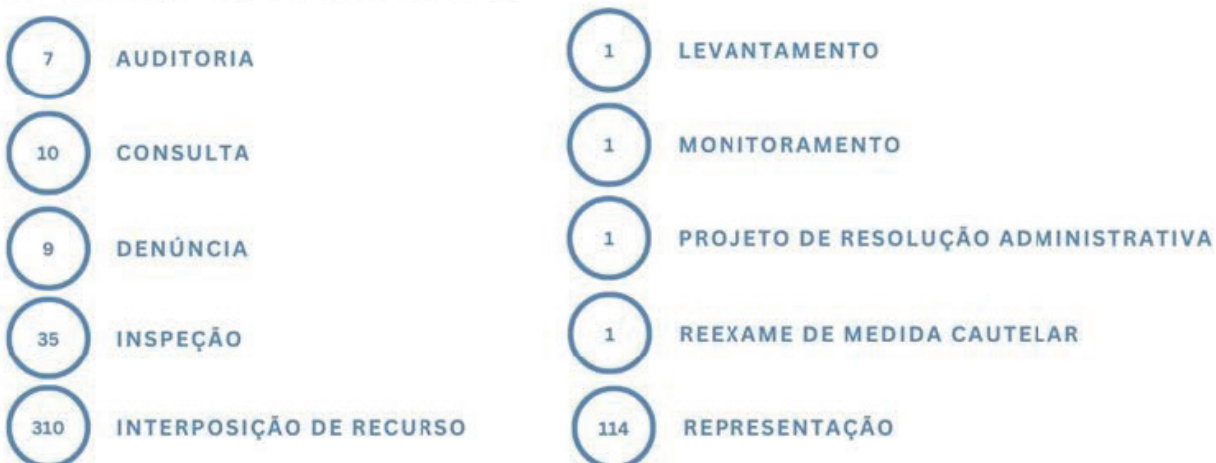 7 AUDITORIA
10 CONSULTA
9 DENÚNCIA
35 INSPEÇÃO
310 INTERPOSIÇÃO DE RECURSO
1 LEVANTAMENTO
1 MONITORAMENTO
1 PROJETO DE RESOLUÇÃO ADMINISTRATIVA
1 REEXAME DE MEDIDA CAUTELAR
114 REPRESENTAÇÃO